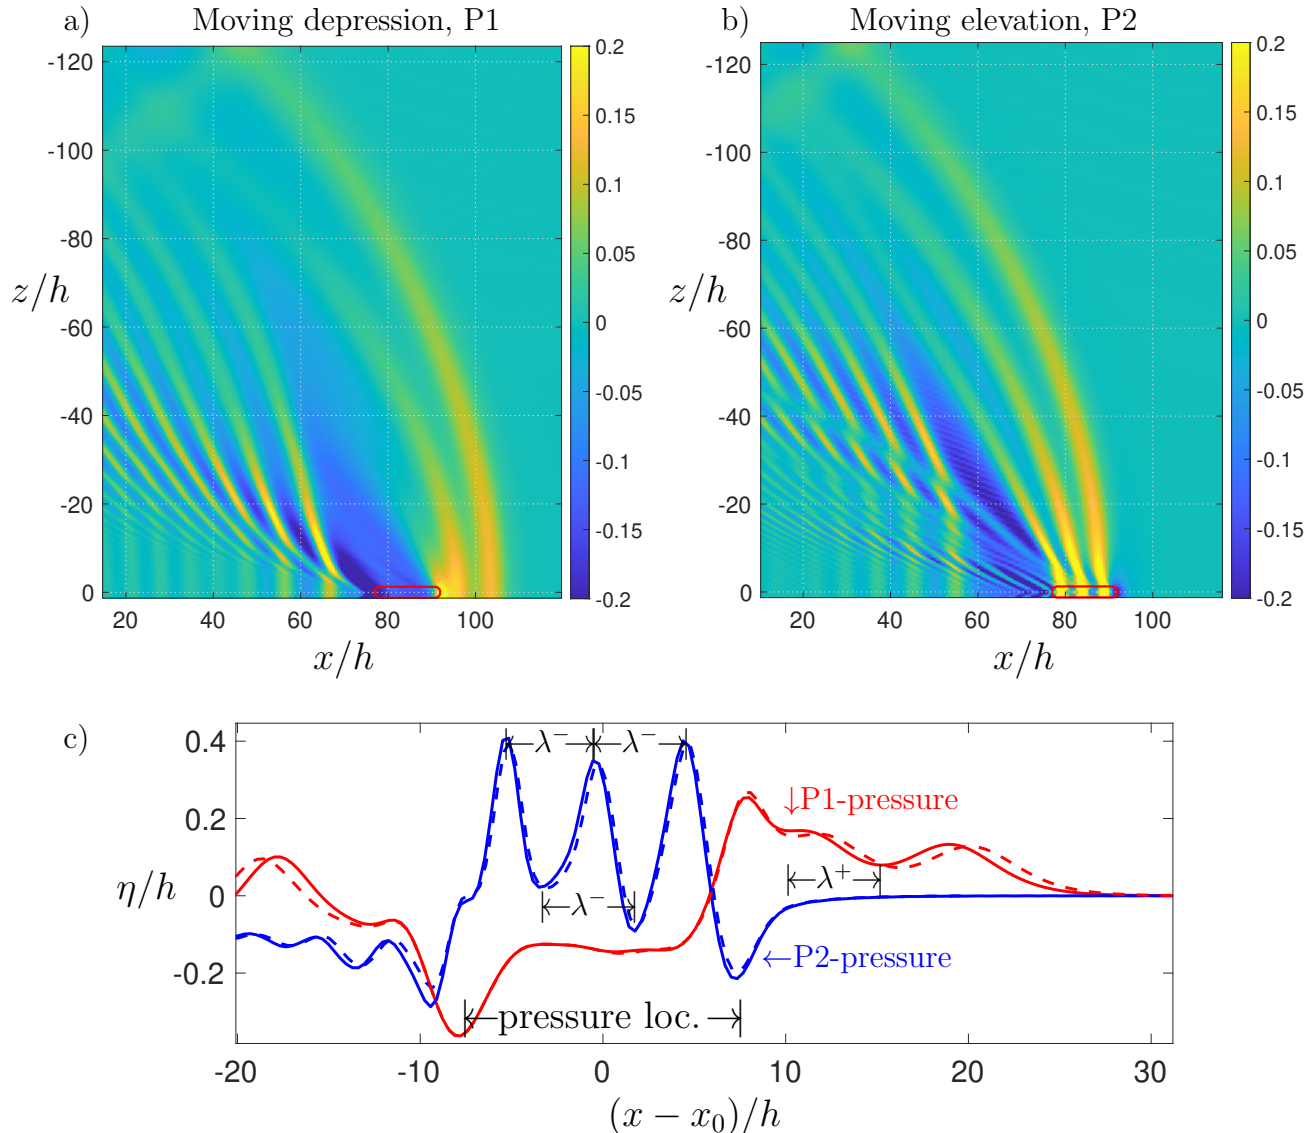 a) Moving depression, P1
b) Moving elevation, P2
-120
-100
-80
-60
-40
-20
0
z/h
20 40 60 80 100
x/h
0.2
0.15
0.1
0.05
0
-0.05
-0.1
-0.15
-0.2
-120
-100
-80
-60
-40
-20
0
z/h
20 40 60 80 100
x/h
0.2
0.15
0.1
0.05
0
-0.05
-0.1
-0.15
-0.2
c)
0.4
0.2
0
-0.2
η/h
λ⁻ λ⁻
↓P1-pressure
λ⁺
λ⁻
←P2-pressure
pressure loc.
-20 -10 0 10 20 30
(x − x₀)/h